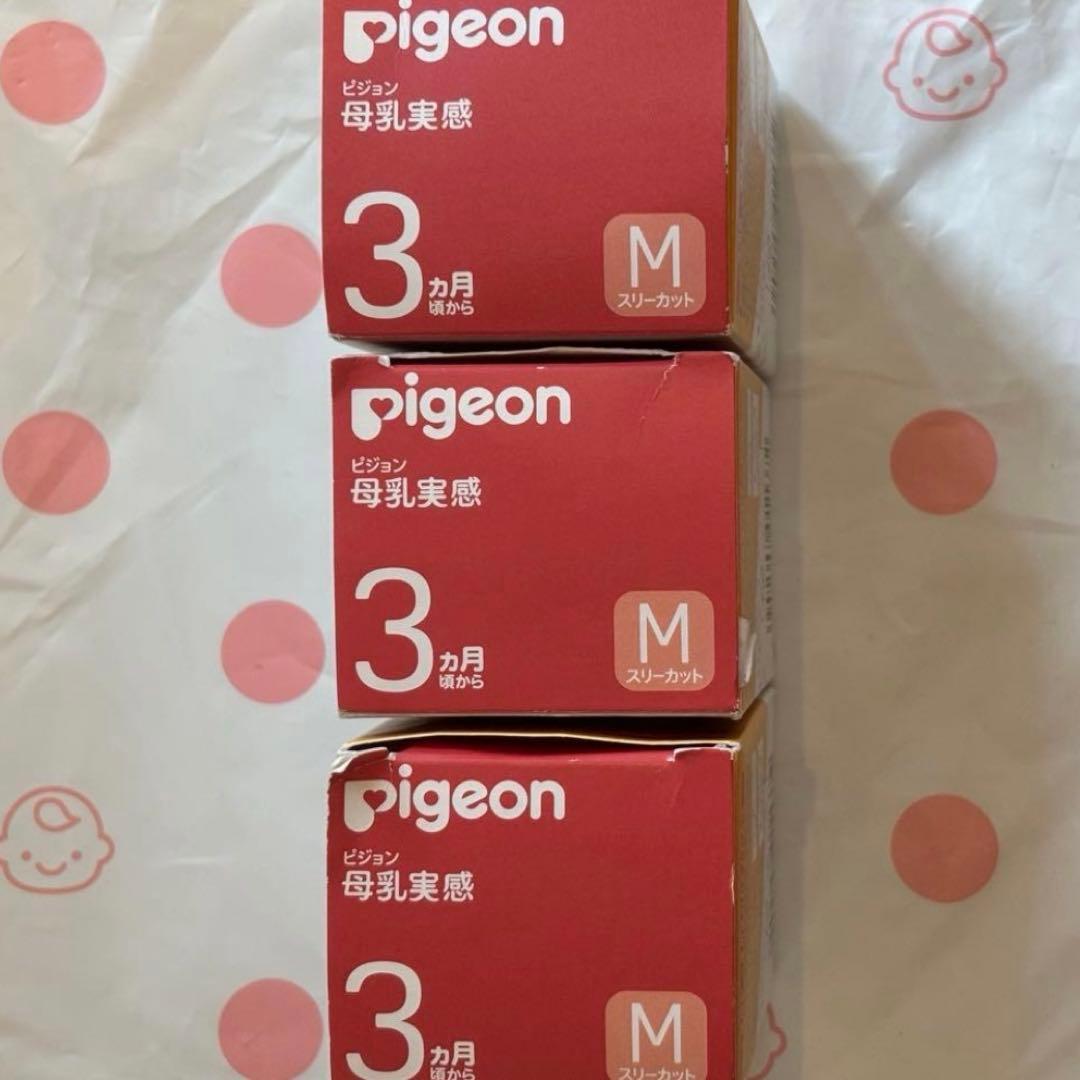 pigeon
ピジョン
母乳実感
3ヵ月頃から
M
スリーカット
pigeon
ピジョン
母乳実感
3ヵ月頃から
M
スリーカット
pigeon
ピジョン
母乳実感
3ヵ月頃から
M
スリーカット